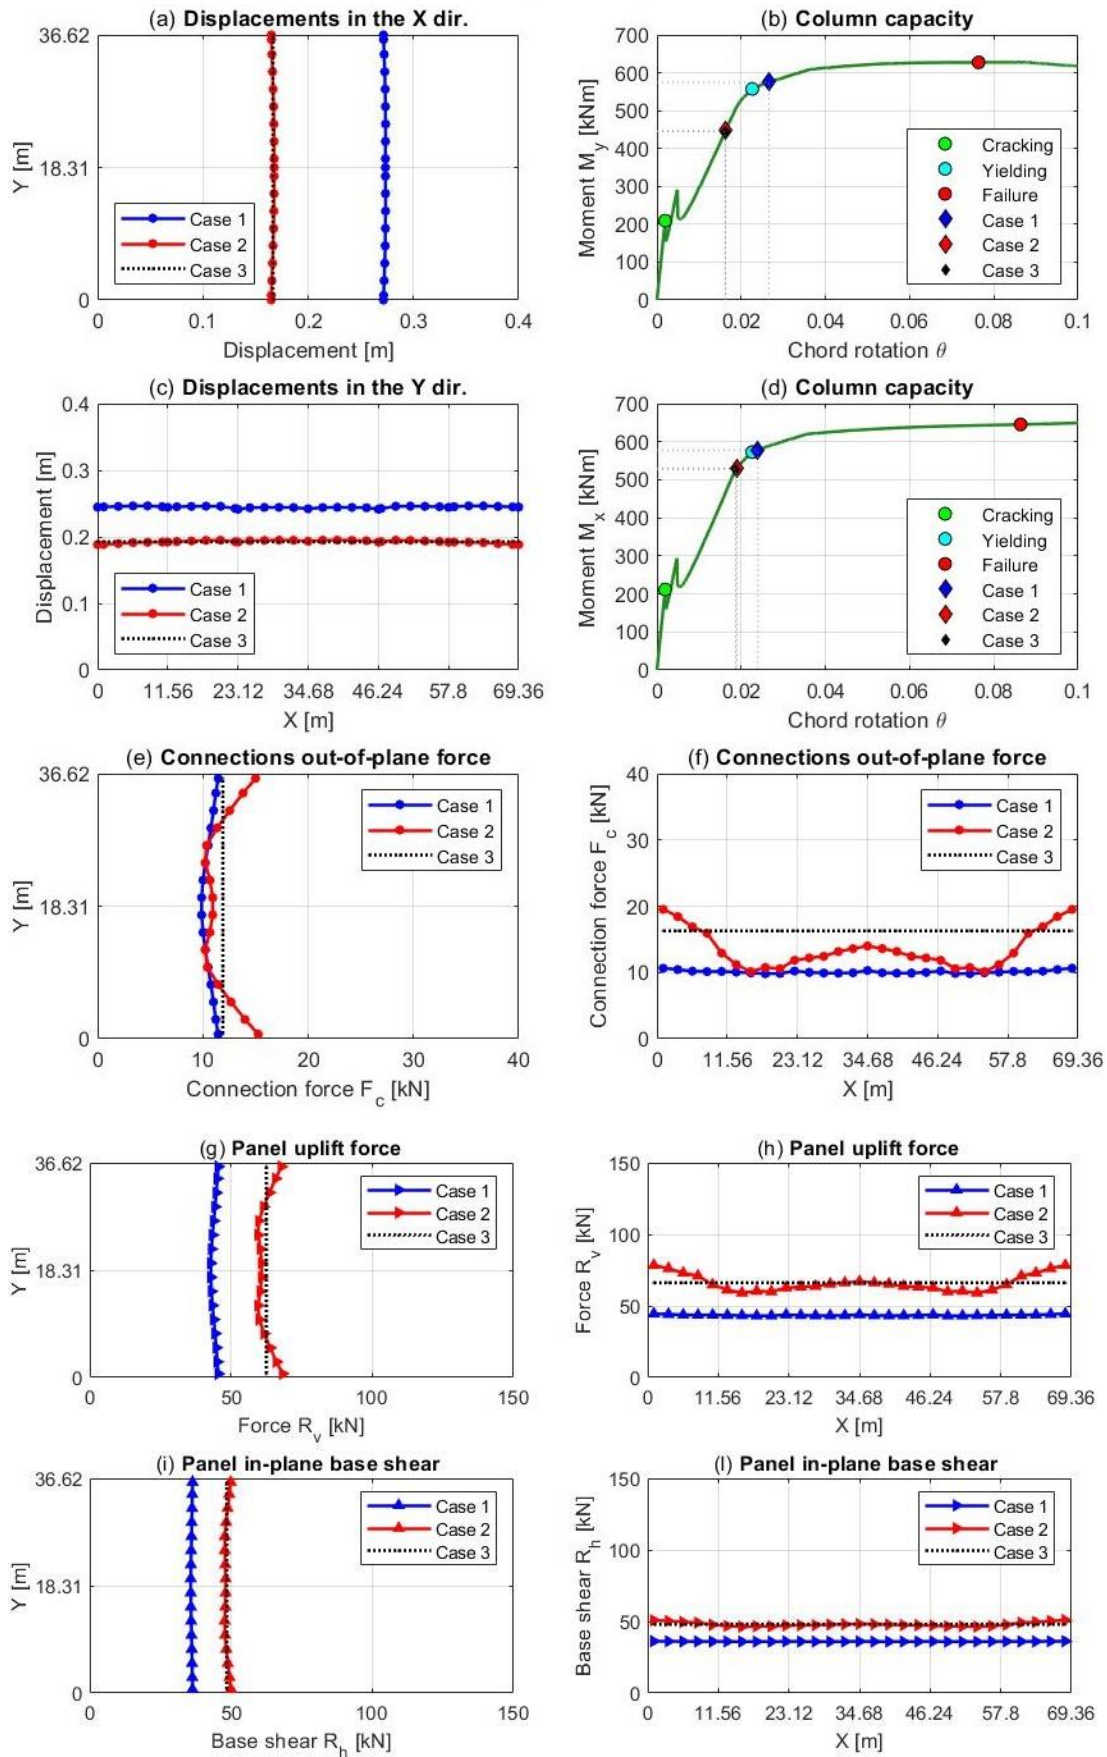 (a) Displacements in the X dir.
36.62
18.31
0
Y [m]
Case 1
Case 2
Case 3
0 0.1 0.2 0.3 0.4
Displacement [m]
(b) Column capacity
700
600
500
400
300
200
100
0
Moment M_y [kNm]
Cracking
Yielding
Failure
Case 1
Case 2
Case 3
0 0.02 0.04 0.06 0.08 0.1
Chord rotation θ
(c) Displacements in the Y dir.
0.4
0.3
0.2
0.1
0
Displacement [m]
Case 1
Case 2
Case 3
0 11.56 23.12 34.68 46.24 57.8 69.36
X [m]
(d) Column capacity
700
600
500
400
300
200
100
0
Moment M_x [kNm]
Cracking
Yielding
Failure
Case 1
Case 2
Case 3
0 0.02 0.04 0.06 0.08 0.1
Chord rotation θ
(e) Connections out-of-plane force
36.62
18.31
0
Y [m]
Case 1
Case 2
Case 3
0 10 20 30 40
Connection force F_c [kN]
(f) Connections out-of-plane force
40
30
20
10
0
Connection force F_c [kN]
Case 1
Case 2
Case 3
0 11.56 23.12 34.68 46.24 57.8 69.36
X [m]
(g) Panel uplift force
36.62
18.31
0
Y [m]
Case 1
Case 2
Case 3
0 50 100 150
Force R_v [kN]
(h) Panel uplift force
150
100
50
0
Force R_v [kN]
Case 1
Case 2
Case 3
0 11.56 23.12 34.68 46.24 57.8 69.36
X [m]
(i) Panel in-plane base shear
36.62
18.31
0
Y [m]
Case 1
Case 2
Case 3
0 50 100 150
Base shear R_h [kN]
(l) Panel in-plane base shear
150
100
50
0
Base shear R_h [kN]
Case 1
Case 2
Case 3
0 11.56 23.12 34.68 46.24 57.8 69.36
X [m]